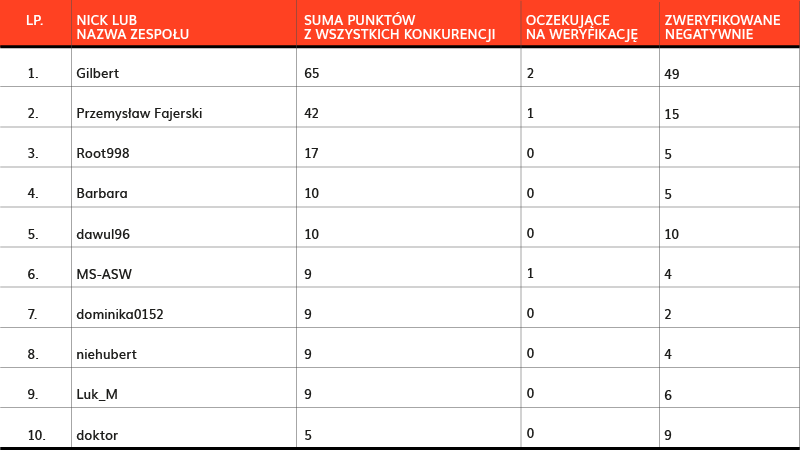 LP. NICK LUB NAZWA ZESPOŁU SUMA PUNKTÓW Z WSZYSTKICH KONKURENCJI OCZEKUJĄCE NA WERYFIKACJĘ ZWERYFIKOWANE NEGATYWNIE
1. Gilbert 65 2 49
2. Przemysław Fajerski 42 1 15
3. Root998 17 0 5
4. Barbara 10 0 5
5. dawul96 10 0 10
6. MS-ASW 9 1 4
7. dominika0152 9 0 2
8. niehubert 9 0 4
9. Luk_M 9 0 6
10. doktor 5 0 9